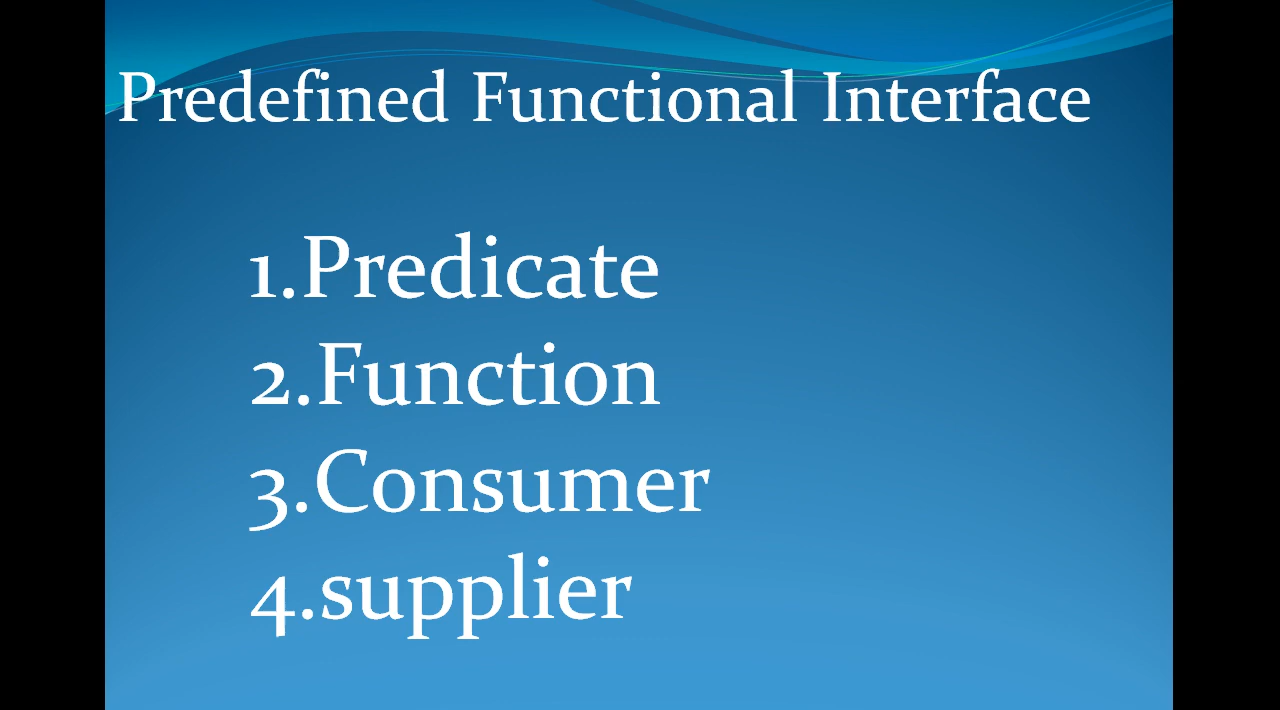 Predefined Functional Interface
1.Predicate
2.Function
3.Consumer
4.supplier